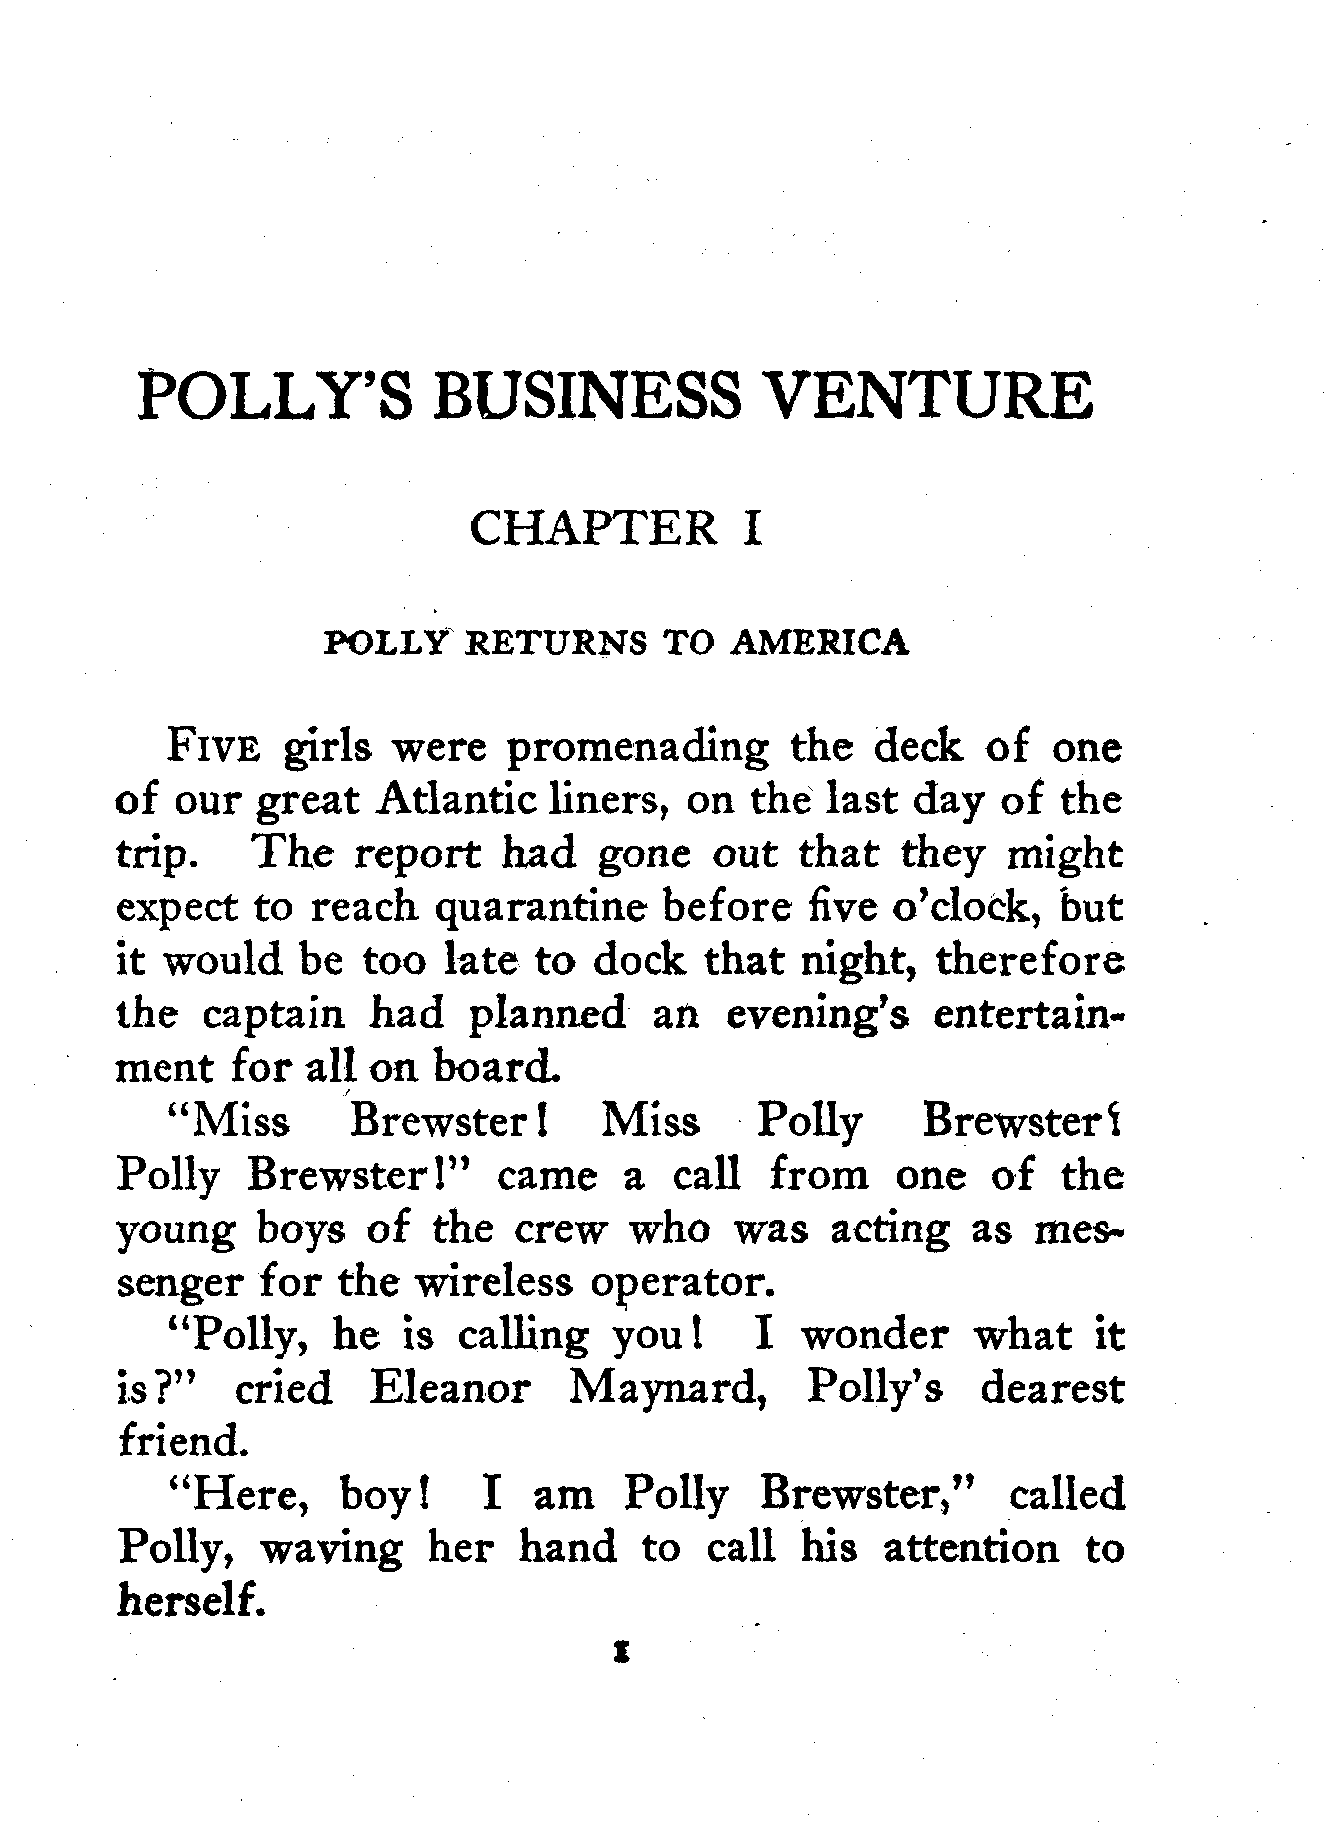 POLLY'S BUSINESS VENTURE
CHAPTER I
POLLY RETURNS TO AMERICA
FIVE girls were promenading the deck of one
of our great Atlantic liners, on the last day of the
trip. The report had gone out that they might
expect to reach quarantine before five o'clock, but
it would be too late to dock that night, therefore
the captain had planned an evening's entertain-
ment for all on board.
"Miss Brewster! Miss Polly Brewster!
Polly Brewster!" came a call from one of the
young boys of the crew who was acting as mes-
senger for the wireless operator.
"Polly, he is calling you! I wonder what it
is?" cried Eleanor Maynard, Polly's dearest
friend.
"Here, boy! I am Polly Brewster," called
Polly, waving her hand to call his attention to
herself.
1